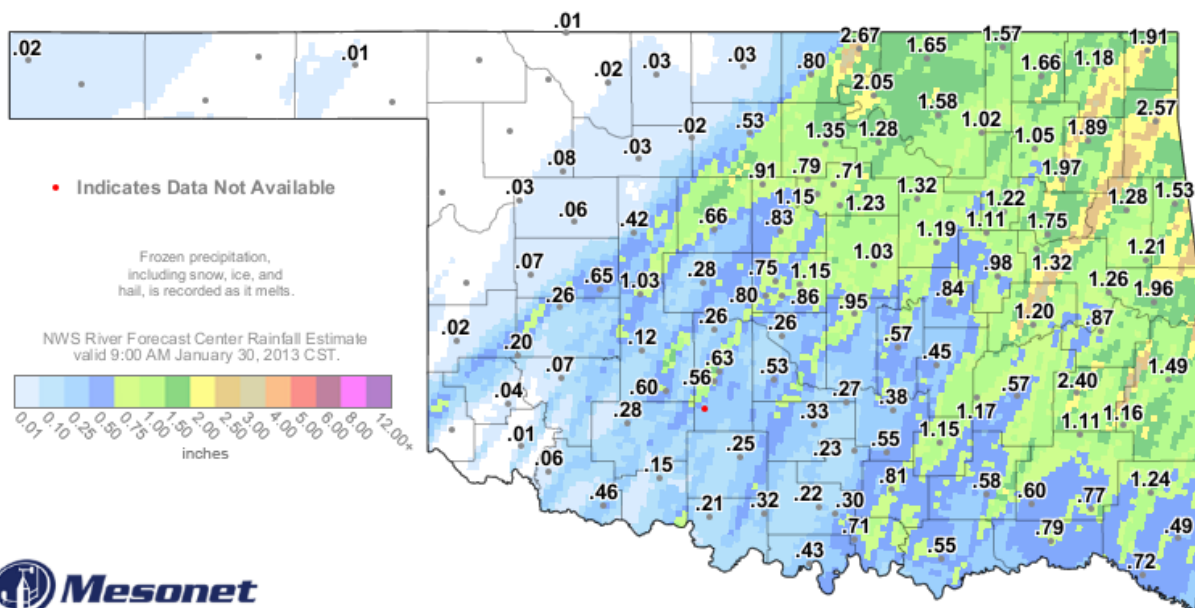 .01
.02 .01 .02 .03 .03 .80 2.67 1.65 1.57 1.66 1.18 1.91
2.05 1.58 2.57
.02 .53 1.35 1.28 1.02 1.05 1.89
.08 .03 .91 .79 .71 1.97
Indicates Data Not Available
.03 .06 .42 .66 1.15 .83 1.23 1.32 1.22 1.11 1.75 1.28 1.53
1.19 1.03 1.21
Frozen precipitation,
including snow, ice, and
hail, is recorded as it melts.
.07 .65 1.03 .28 .75 1.15 .98 1.32 1.26
.26 .80 .86 .95 .84 1.20 .87 1.96
NWS River Forecast Center Rainfall Estimate
valid 9:00 AM January 30, 2013 CST.
.02 .20 .12 .26 .26 .57 .45
.07 .63 .56 .53 .57 2.40 1.49
0.01 0.10 0.25 0.50 0.75 1.00 1.50 2.00 2.50 3.00 4.00 5.00 6.00 8.00 12.00+
inches
.04 .28 .60 .27 .38 1.17 1.11 1.16
.01 .33 1.15
.06 .15 .25 .23 .55
.46 .21 .32 .22 .30 .81 .58 .60 .77 1.24
.71 .79 .49
.43 .55 .72
Mesonet